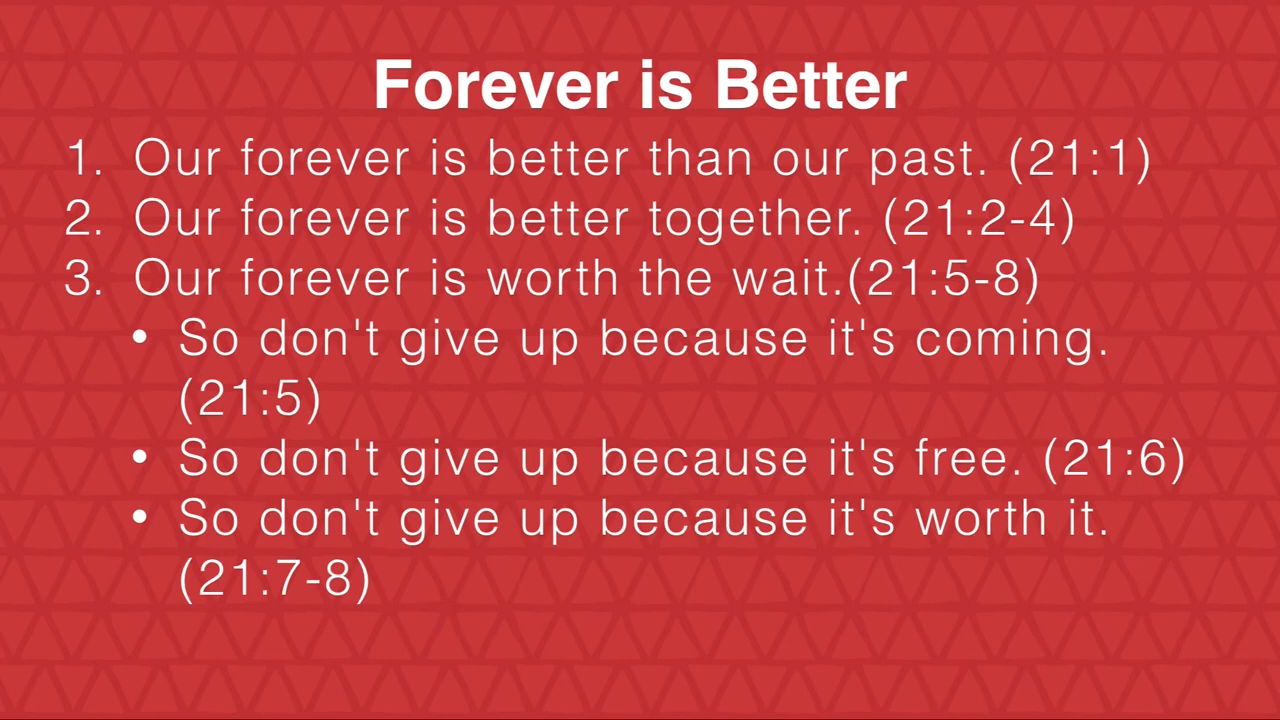 Forever is Better
1. Our forever is better than our past. (21:1)
2. Our forever is better together. (21:2-4)
3. Our forever is worth the wait.(21:5-8)
• So don't give up because it's coming.
(21:5)
• So don't give up because it's free. (21:6)
• So don't give up because it's worth it.
(21:7-8)